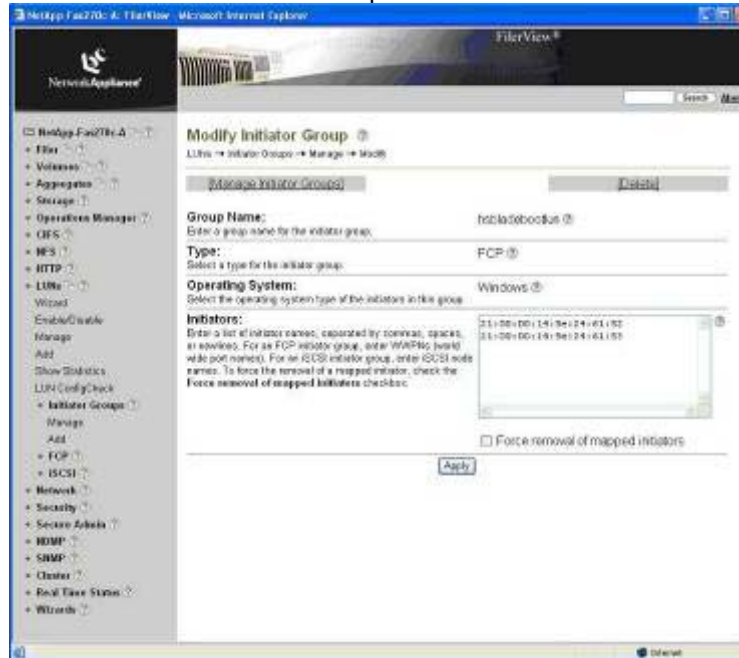 NetApp-Fas270c-A: FilerView - Microsoft Internet Explorer
FilerView®
NetworkAppliance®
Search
NetApp-Fas270c-A
+ Filer
+ Volumes
+ Aggregates
+ Storage
+ Operations Manager
+ CIFS
+ NFS
+ HTTP
+ LUNs
Wizard
Enable/Disable
Manage
Add
Show Statistics
LUN ConfigCheck
+ Initiator Groups
Manage
Add
+ FCP
+ iSCSI
+ Network
+ Security
+ Secure Admin
+ NDMP
+ SNMP
+ Cluster
+ Real Time Status
+ Wizards
Modify Initiator Group
LUNs → Initiator Groups → Manage → Modify
[Manage Initiator Groups]
[Delete]
Group Name:
Enter a group name for the initiator group.
Type:
Select a type for the initiator group.
FCP
Operating System:
Select the operating system type of the initiators in this group.
Windows
Initiators:
Enter a list of initiator names, separated by commas, spaces,
or newlines. For an FCP initiator group, enter WWPNs (world
wide port names). For an iSCSI initiator group, enter iSCSI node
names. To force the removal of a mapped initiator, check the
Force removal of mapped initiators checkbox.
Force removal of mapped initiators
Apply
Internet